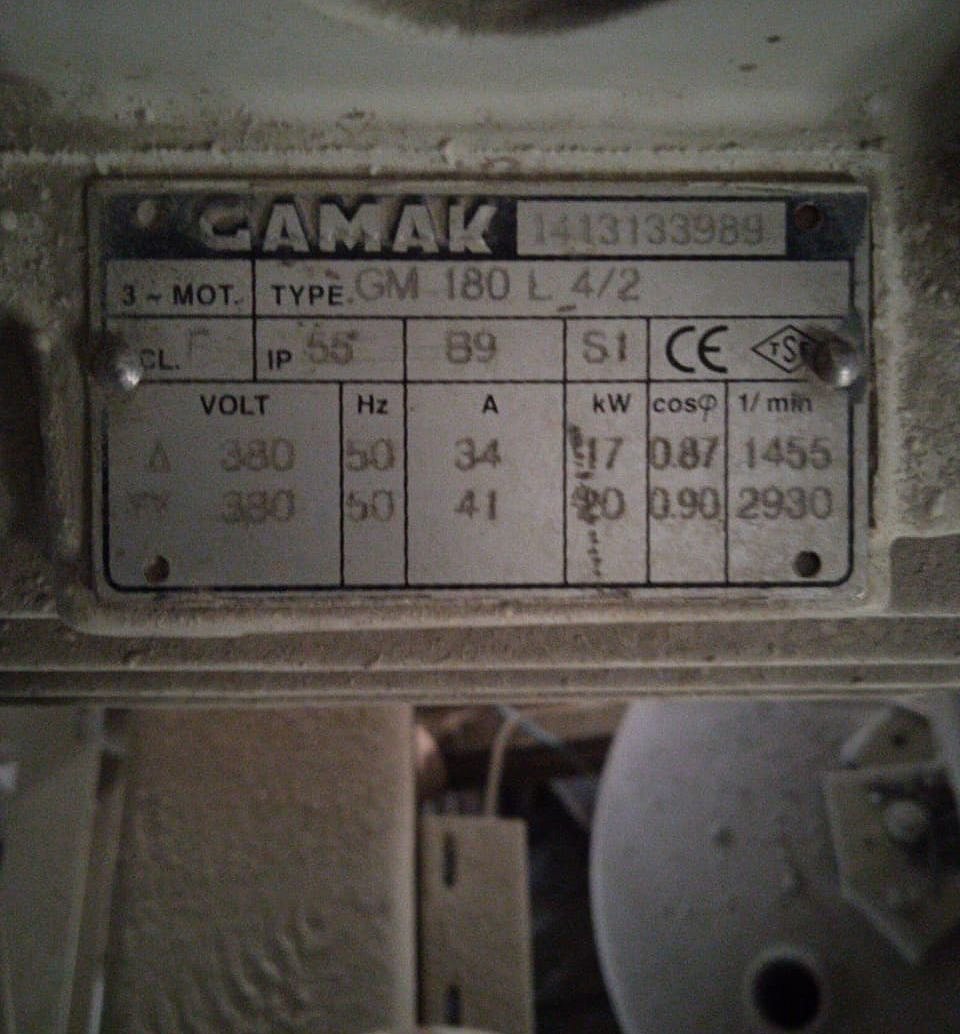 GAMAK 1413133989
3 ~ MOT. TYPE. GM 180 L 4/2
CL. F IP 55 B9 S1 CE TSE
VOLT Hz A kW cosφ 1/min
Δ 380 50 34 17 0.87 1455
YY 380 50 41 20 0.90 2930